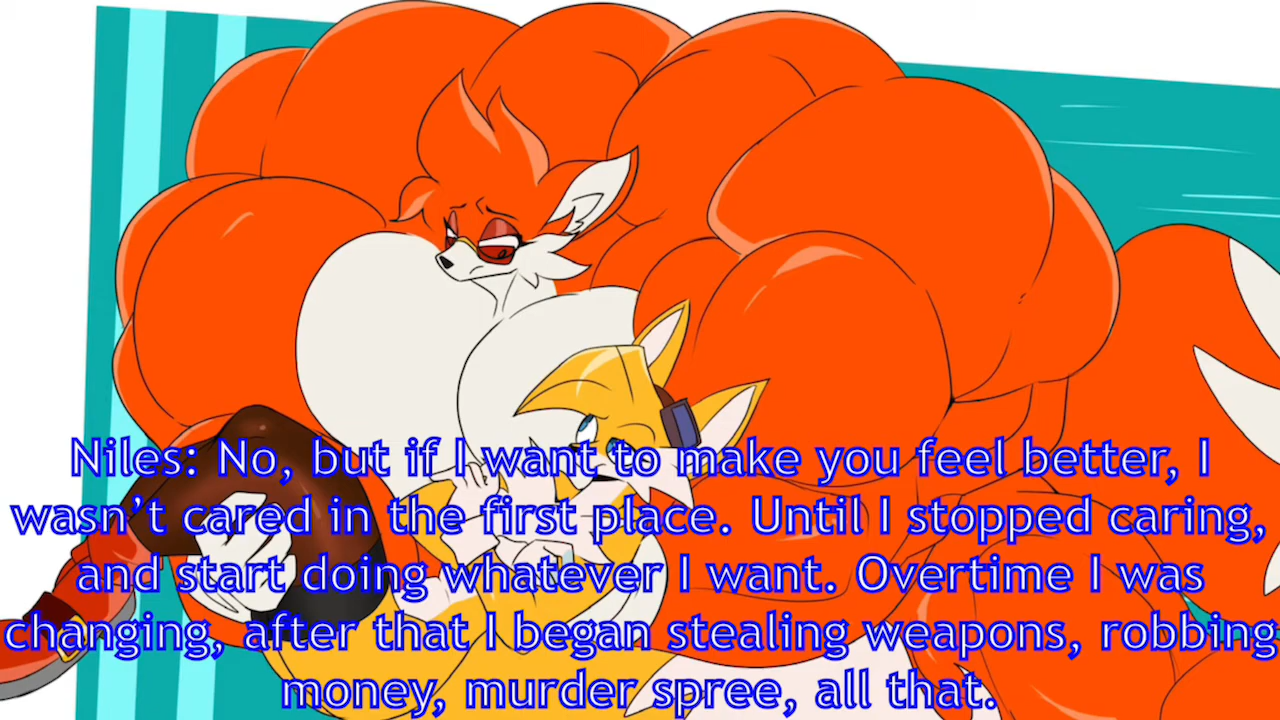 Niles: No, but if I want to make you feel better, I
wasn't cared in the first place. Until I stopped caring,
and start doing whatever I want. Overtime I was
changing, after that I began stealing weapons, robbing
money, murder spree, all that.